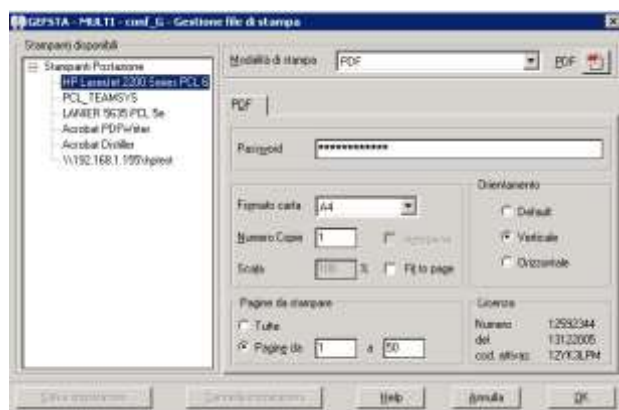 GEFSTA - MULTI - conf_G - Gestione file di stampa
Stampanti disponibili
Stampanti Postazione
HP LaserJet 2200 Series PCL 6
PCL_TEAMSYS
LANIER 5635 PCL 5e
Acrobat PDFWriter
Acrobat Distiller
\\192.168.1.195\hptest
Modalità di stampa PDF PDF
PDF
Password ************
Formato carta A4
Numero Copie 1
Scala 100 % Fit to page
Orientamento
Default
Verticale
Orizzontale
Pagine da stampare
Tutte
Pagine da 1 a 50
Licenza
Numero 12592344
del 13122005
cod. attivaz. 12YK3LPM
Help Annulla OK